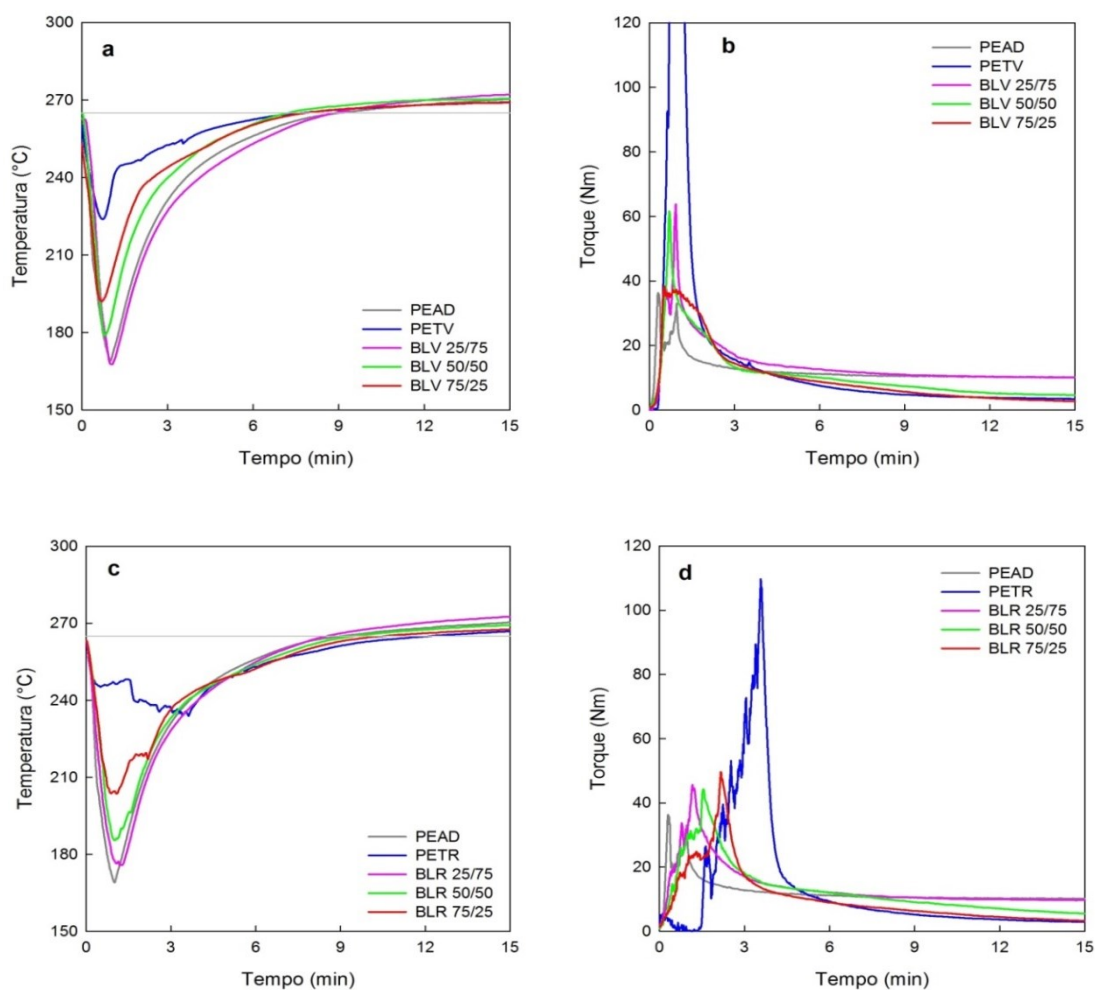 a
Temperatura (°C)
300
270
240
210
180
150
PEAD
PETV
BLV 25/75
BLV 50/50
BLV 75/25
0 3 6 9 12 15
Tempo (min)
b
Torque (Nm)
120
100
80
60
40
20
0
PEAD
PETV
BLV 25/75
BLV 50/50
BLV 75/25
0 3 6 9 12 15
Tempo (min)
c
Temperatura (°C)
300
270
240
210
180
150
PEAD
PETR
BLR 25/75
BLR 50/50
BLR 75/25
0 3 6 9 12 15
Tempo (min)
d
Torque (Nm)
120
100
80
60
40
20
0
PEAD
PETR
BLR 25/75
BLR 50/50
BLR 75/25
0 3 6 9 12 15
Tempo (min)